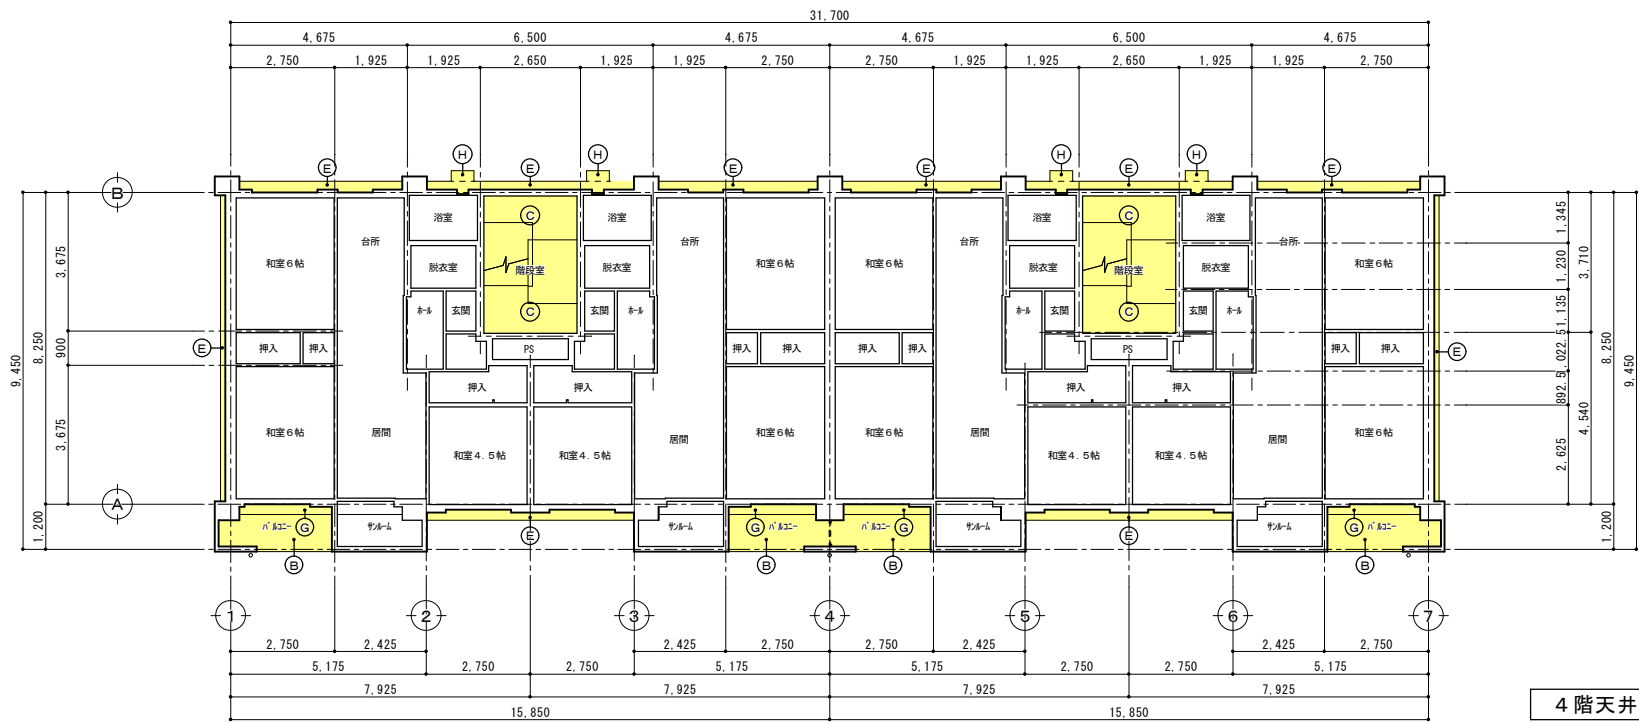 31,700
4,675 6,500 4,675 4,675 6,500 4,675
2,750 1,925 1,925 2,650 1,925 1,925 2,750 2,750 1,925 1,925 2,650 1,925 1,925 2,750
H H H H
E E E E E E
B
浴室 C 浴室 浴室 C 浴室
台所 台所 台所 台所
和室6帖 脱衣室 階段室 脱衣室 和室6帖 和室6帖 脱衣室 階段室 脱衣室 和室6帖
ホール 玄関 C 玄関 ホール ホール 玄関 C 玄関 ホール
E 押入 押入 PS 押入 押入 押入 押入 PS 押入 押入 E
押入 押入 押入 押入
和室6帖 居間 居間 和室6帖 和室6帖 居間 居間 和室6帖
和室4.5帖 和室4.5帖 和室4.5帖 和室4.5帖
A
バルコニー G サンルーム E サンルーム G バルコニー バルコニー G サンルーム E サンルーム G バルコニー
B B B B
9,450
8,250
1,200
3,675
900
3,675
1,345
1,230
1,135
1,022.5
892.5
2,625
3,710
4,540
8,250
1,200
9,450
1 2 3 4 5 6 7
2,750 2,425 2,425 2,750 2,750 2,425 2,425 2,750
5,175 2,750 2,750 5,175 5,175 2,750 2,750 5,175
7,925 7,925 7,925 7,925
15,850 15,850
4階天井